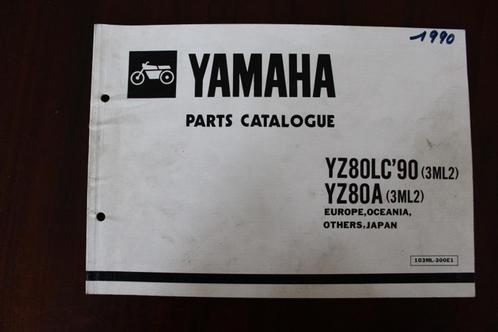 1990
YAMAHA
PARTS CATALOGUE
YZ80LC'90 (3ML2)
YZ80A (3ML2)
EUROPE,OCEANIA,
OTHERS,JAPAN
103ML-300E1